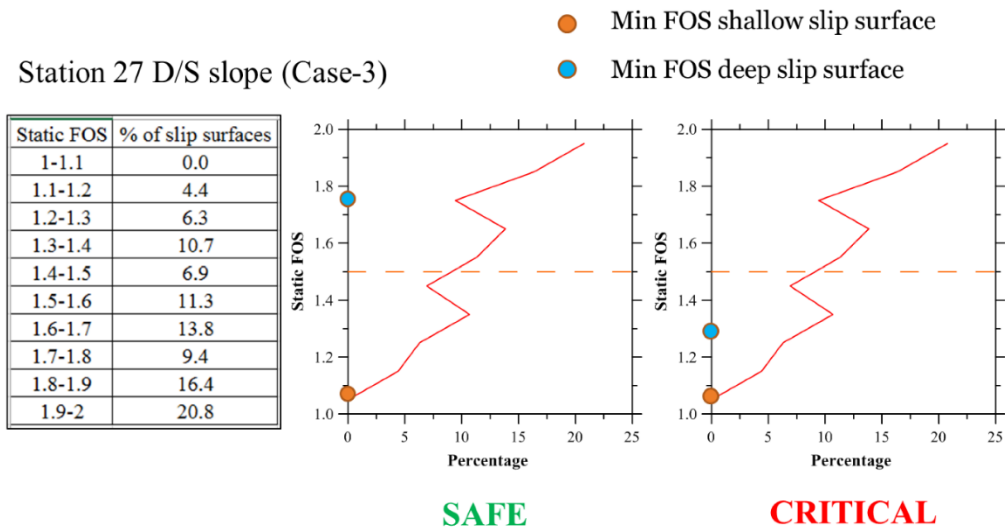 Min FOS shallow slip surface
Min FOS deep slip surface
Station 27 D/S slope (Case-3)
Static FOS % of slip surfaces
1-1.1 0.0
1.1-1.2 4.4
1.2-1.3 6.3
1.3-1.4 10.7
1.4-1.5 6.9
1.5-1.6 11.3
1.6-1.7 13.8
1.7-1.8 9.4
1.8-1.9 16.4
1.9-2 20.8
2.0
1.8
1.6
1.4
1.2
1.0
Static FOS
0 5 10 15 20 25
Percentage
SAFE
2.0
1.8
1.6
1.4
1.2
1.0
Static FOS
0 5 10 15 20 25
Percentage
CRITICAL